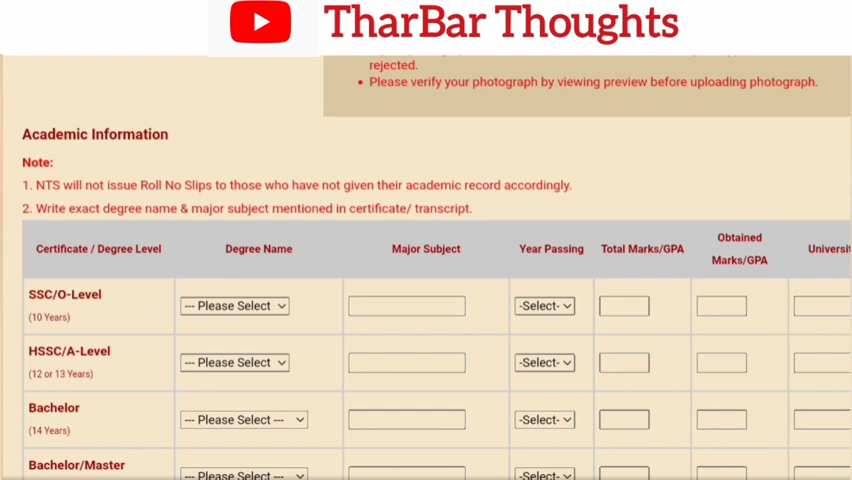 TharBar Thoughts
rejected.
• Please verify your photograph by viewing preview before uploading photograph.
Academic Information
Note:
1. NTS will not issue Roll No Slips to those who have not given their academic record accordingly.
2. Write exact degree name & major subject mentioned in certificate/ transcript.
Certificate / Degree Level Degree Name Major Subject Year Passing Total Marks/GPA Obtained Marks/GPA
SSC/O-Level
(10 Years)
--- Please Select -Select-
HSSC/A-Level
(12 or 13 Years)
--- Please Select -Select-
Bachelor
(14 Years)
--- Please Select --- -Select-
Bachelor/Master
--- Please Select --- -Select-